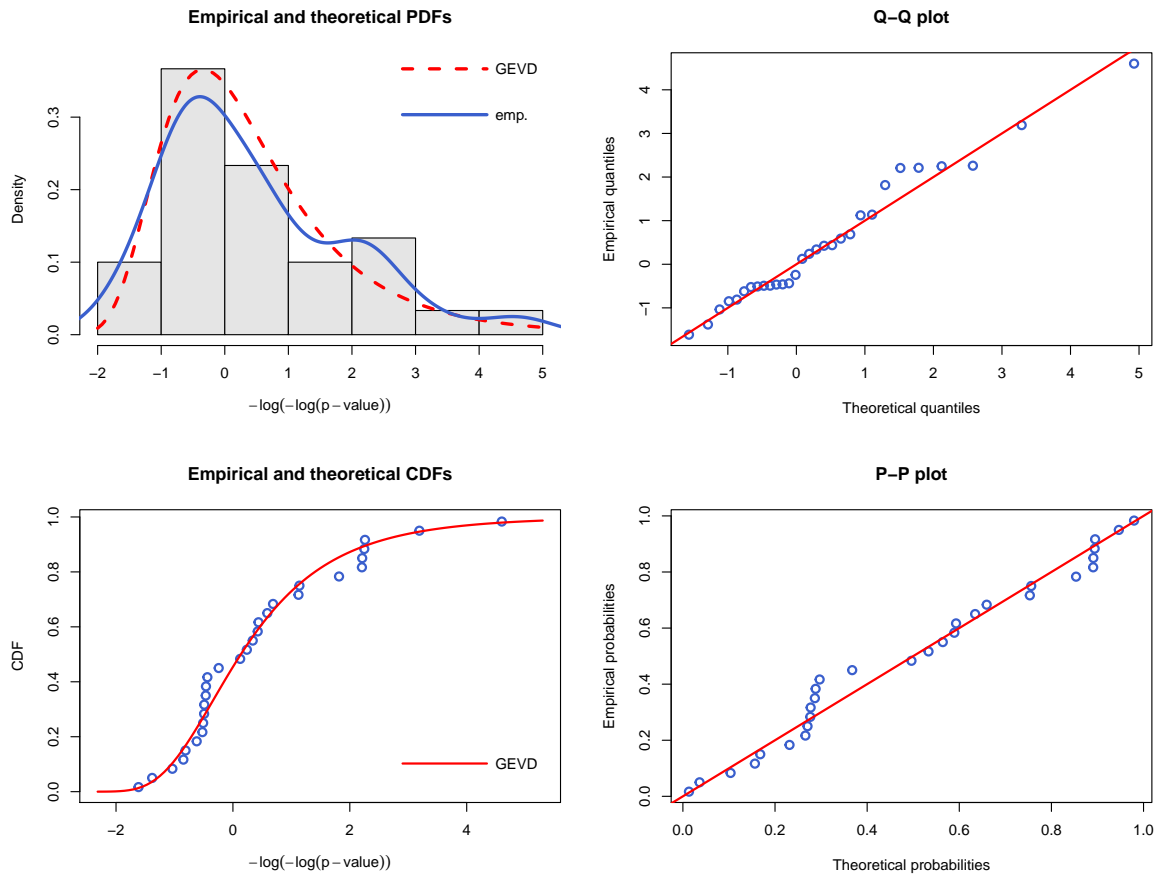 Empirical and theoretical PDFs
Density
0.0 0.1 0.2 0.3
GEVD
emp.
−2 −1 0 1 2 3 4 5
−log(−log(p−value))
Q−Q plot
Empirical quantiles
−1 0 1 2 3 4
−1 0 1 2 3 4 5
Theoretical quantiles
Empirical and theoretical CDFs
CDF
0.0 0.2 0.4 0.6 0.8 1.0
GEVD
−2 0 2 4
−log(−log(p−value))
P−P plot
Empirical probabilities
0.0 0.2 0.4 0.6 0.8 1.0
0.0 0.2 0.4 0.6 0.8 1.0
Theoretical probabilities